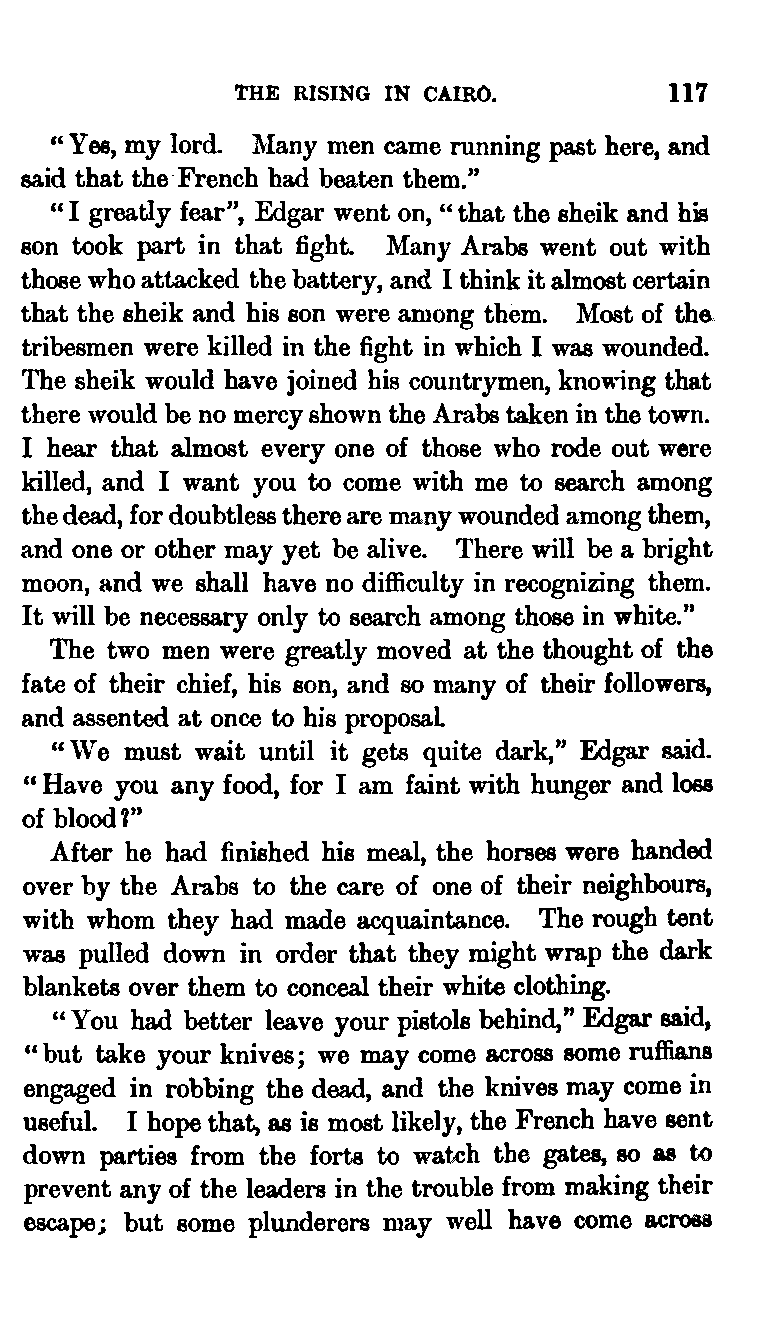 THE RISING IN CAIRO. 117
“Yes, my lord. Many men came running past here, and
said that the French had beaten them.”
“I greatly fear”, Edgar went on, “that the sheik and his
son took part in that fight. Many Arabs went out with
those who attacked the battery, and I think it almost certain
that the sheik and his son were among them. Most of the
tribesmen were killed in the fight in which I was wounded.
The sheik would have joined his countrymen, knowing that
there would be no mercy shown the Arabs taken in the town.
I hear that almost every one of those who rode out were
killed, and I want you to come with me to search among
the dead, for doubtless there are many wounded among them,
and one or other may yet be alive. There will be a bright
moon, and we shall have no difficulty in recognizing them.
It will be necessary only to search among those in white.”
The two men were greatly moved at the thought of the
fate of their chief, his son, and so many of their followers,
and assented at once to his proposal.
“We must wait until it gets quite dark,” Edgar said.
“Have you any food, for I am faint with hunger and loss
of blood?”
After he had finished his meal, the horses were handed
over by the Arabs to the care of one of their neighbours,
with whom they had made acquaintance. The rough tent
was pulled down in order that they might wrap the dark
blankets over them to conceal their white clothing.
“You had better leave your pistols behind,” Edgar said,
“but take your knives; we may come across some ruffians
engaged in robbing the dead, and the knives may come in
useful. I hope that, as is most likely, the French have sent
down parties from the forts to watch the gates, so as to
prevent any of the leaders in the trouble from making their
escape; but some plunderers may well have come across